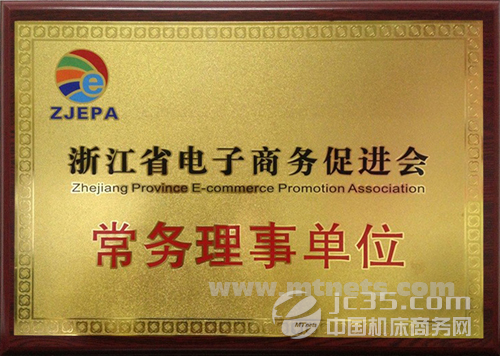 ZJEPA
浙江省电子商务促进会
Zhejiang Province E-commerce Promotion Association
常务理事单位
www.mtnets.com
jc35.com
中国机床商务网